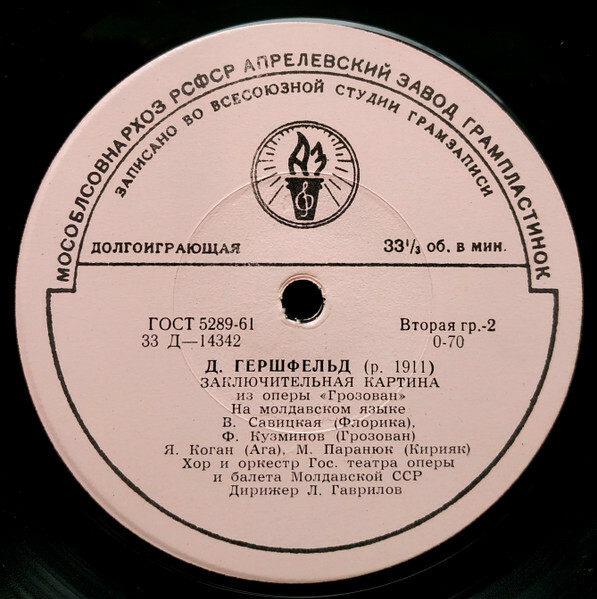 МОСОБЛСОВНАРХОЗ РСФСР АПРЕЛЕВСКИЙ ЗАВОД ГРАМПЛАСТИНОК
ЗАПИСАНО ВО ВСЕСОЮЗНОЙ СТУДИИ ГРАМЗАПИСИ
АЗ
ДОЛГОИГРАЮЩАЯ 33⅓ об. в мин.
ГОСТ 5289-61 Вторая гр.-2
33 Д—14342 0-70
Д. ГЕРШФЕЛЬД (р. 1911)
ЗАКЛЮЧИТЕЛЬНАЯ КАРТИНА
из оперы «Грозован»
На молдавском языке
В. Савицкая (Флорика),
Ф. Кузминов (Грозован)
Я. Коган (Ага), М. Паранюк (Кирияк)
Хор и оркестр Гос. театра оперы
и балета Молдавской ССР
Дирижер Л. Гаврилов